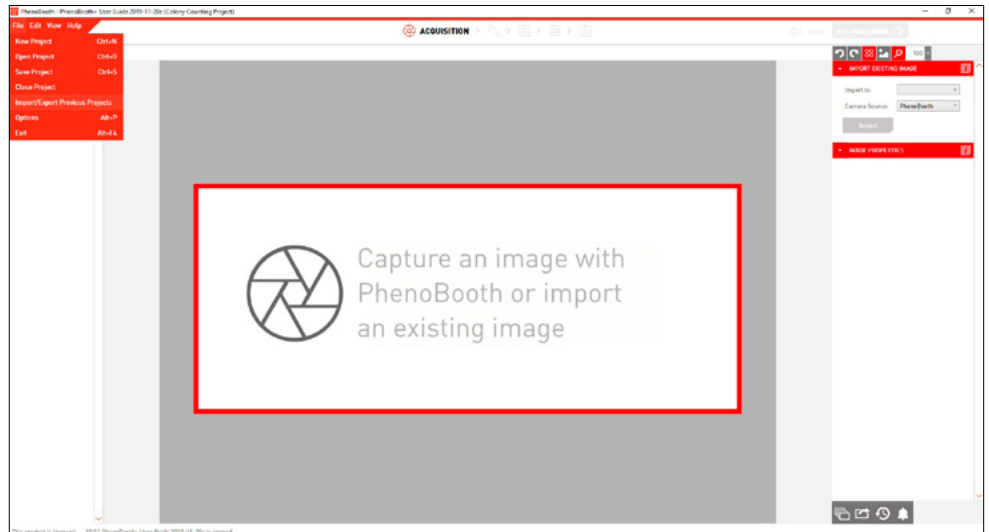 PhenoBooth - PhenoBooth+ User Guide 2019-11-20c (Colony Counting Project)
File Edit View Help
ACQUISITION
New Project Ctrl+N
Open Project Ctrl+O
Save Project Ctrl+S
Close Project
Import/Export Previous Projects
Options Alt+P
Exit Alt+F4
100
IMPORT EXISTING IMAGE
Import to:
Camera Source: PhenoBooth
Import
IMAGE PROPERTIES
Capture an image with
PhenoBooth or import
an existing image